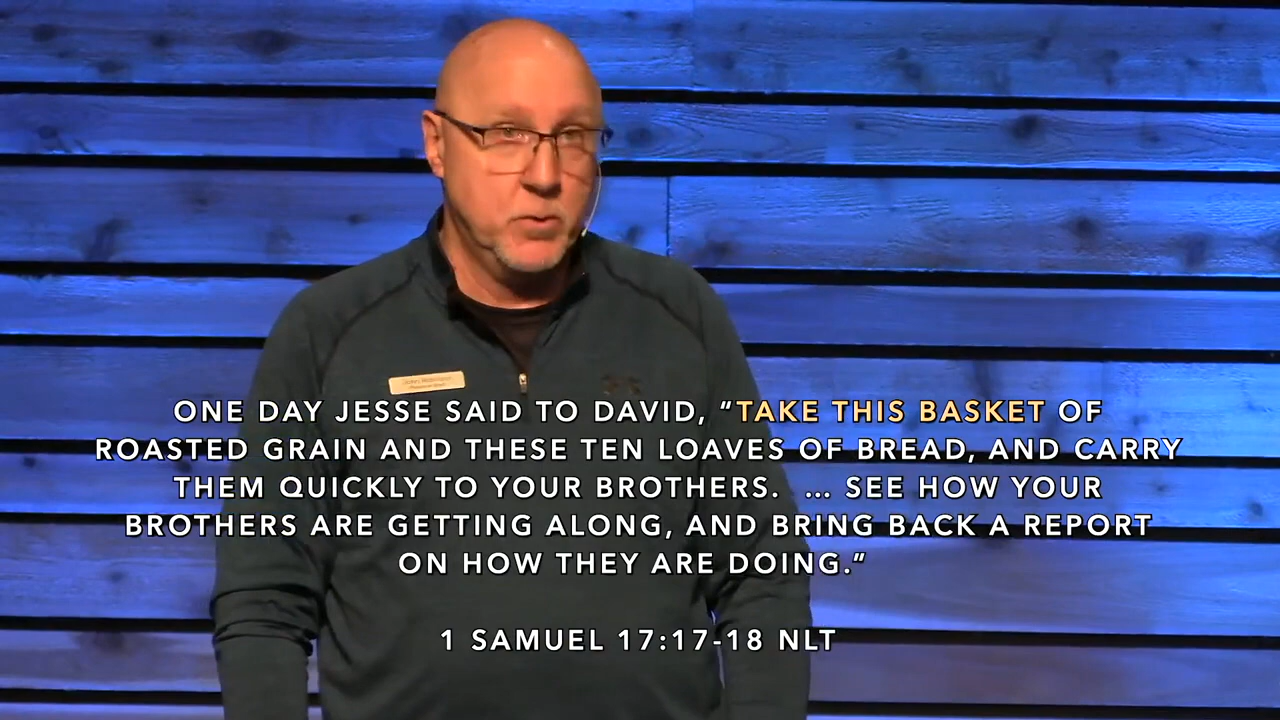 ONE DAY JESSE SAID TO DAVID, “TAKE THIS BASKET OF
ROASTED GRAIN AND THESE TEN LOAVES OF BREAD, AND CARRY
THEM QUICKLY TO YOUR BROTHERS.  … SEE HOW YOUR
BROTHERS ARE GETTING ALONG, AND BRING BACK A REPORT
ON HOW THEY ARE DOING.”
1 SAMUEL 17:17-18 NLT